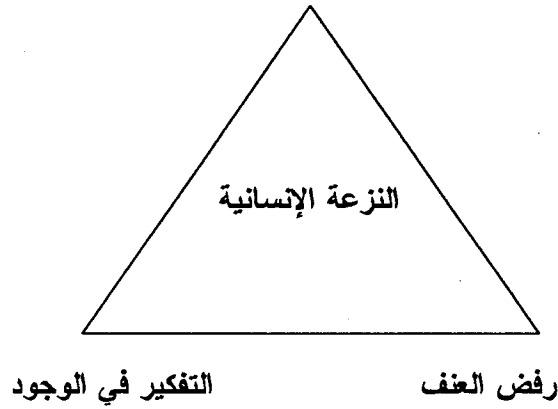 النزعة الإنسانية
رفض العنف
التفكير في الوجود